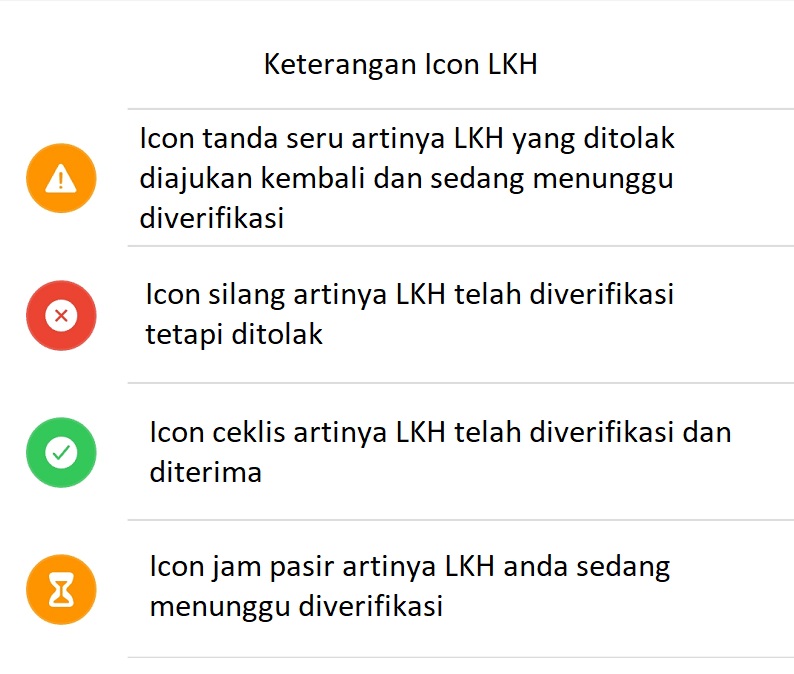 Keterangan Icon LKH
Icon tanda seru artinya LKH yang ditolak
diajukan kembali dan sedang menunggu
diverifikasi
Icon silang artinya LKH telah diverifikasi
tetapi ditolak
Icon ceklis artinya LKH telah diverifikasi dan
diterima
Icon jam pasir artinya LKH anda sedang
menunggu diverifikasi